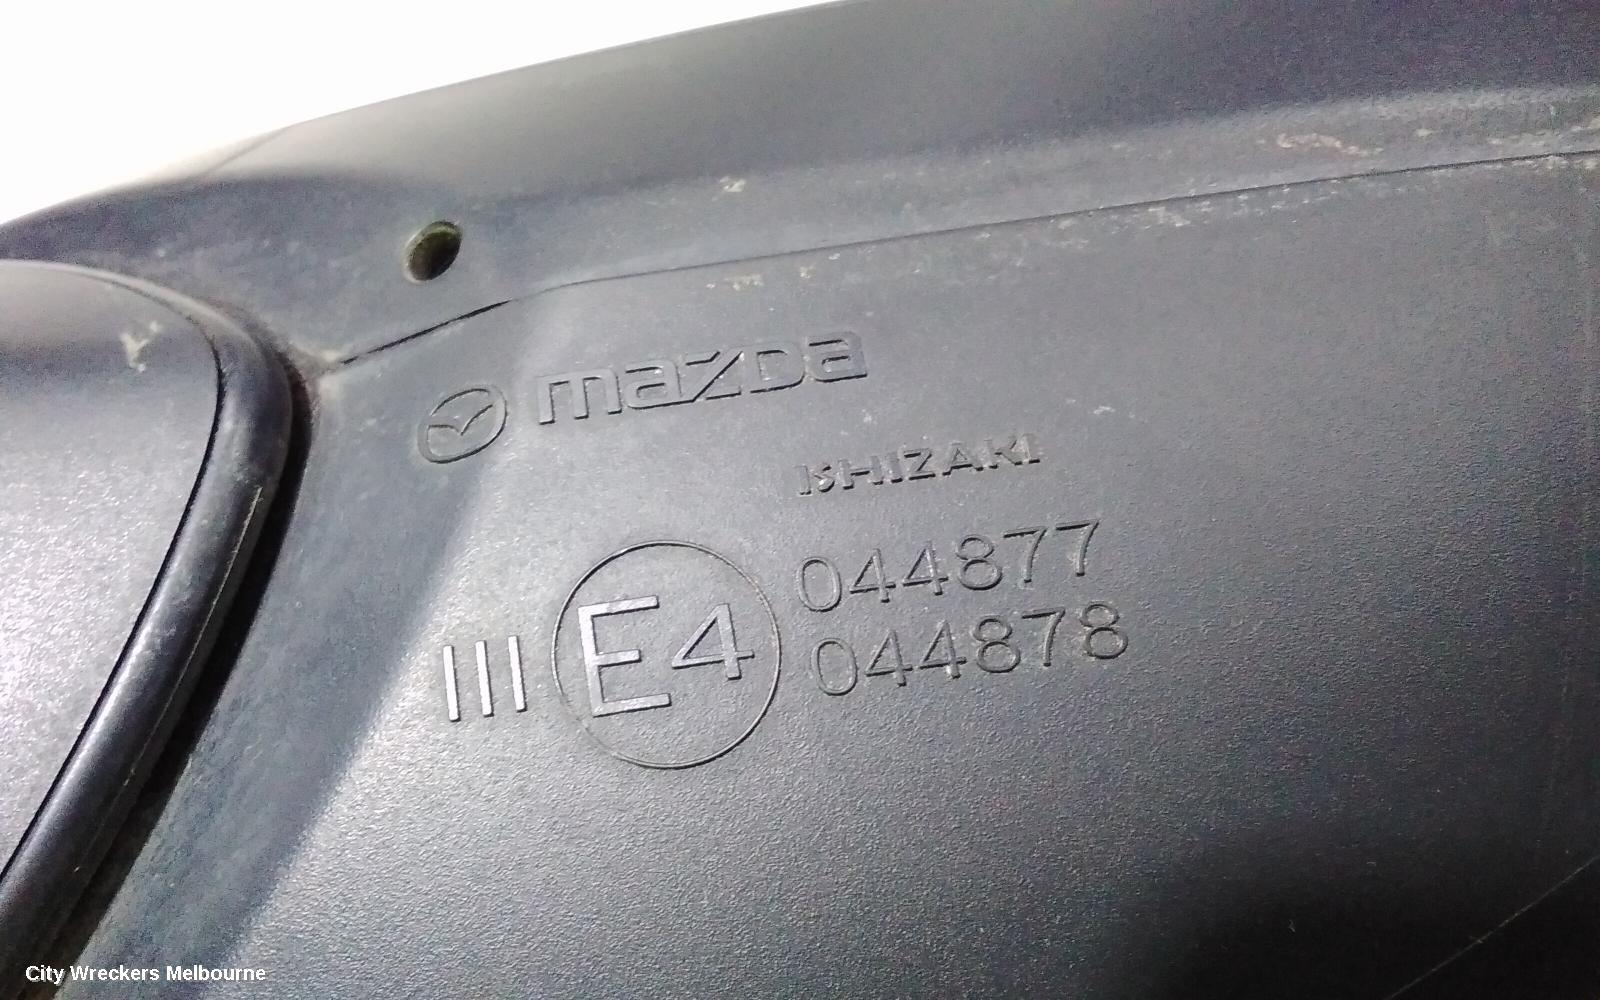 mazda
ISHIZAKI
III E4 044877
044878
City Wreckers Melbourne